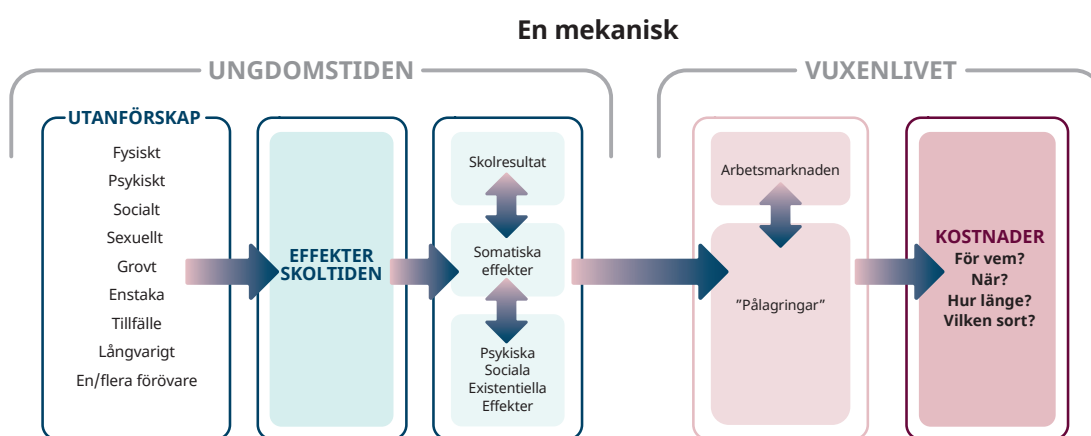 En mekanisk
UNGDOMSTIDEN
VUXENLIVET
UTANFÖRSKAP
Fysiskt
Psykiskt
Socialt
Sexuellt
Grovt
Enstaka
Tillfälle
Långvarigt
En/flera förövare
EFFEKTER
SKOLTIDEN
Skolresultat
Somatiska
effekter
Psykiska
Sociala
Existentiella
Effekter
Arbetsmarknaden
”Pålagringar”
KOSTNADER
För vem?
När?
Hur länge?
Vilken sort?